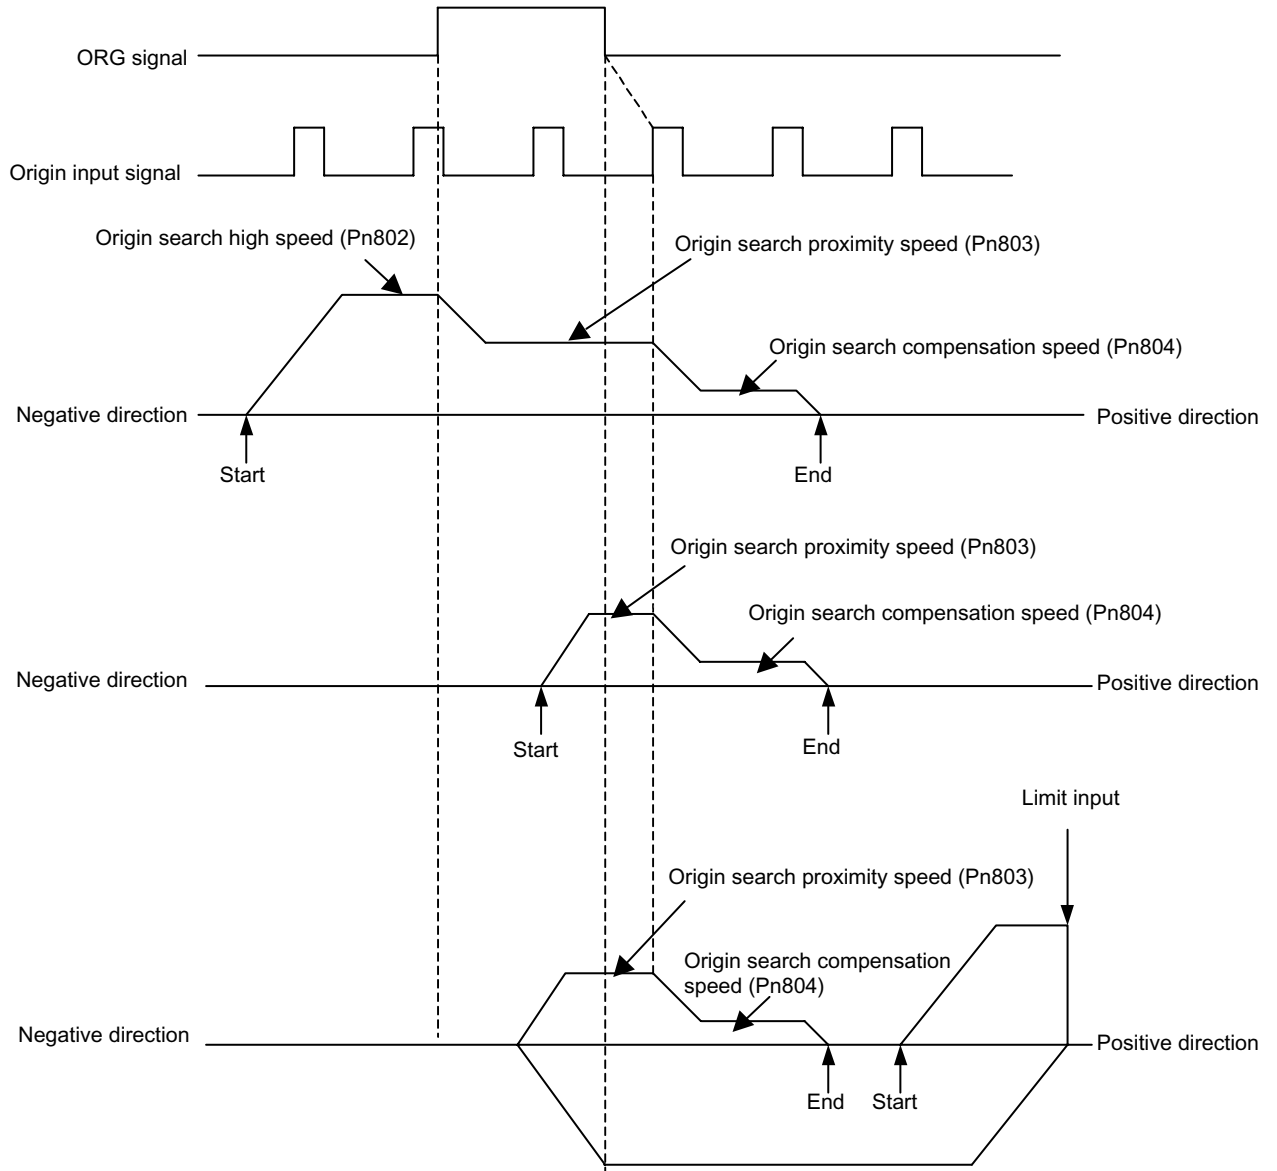 ORG signal
Origin input signal
Origin search high speed (Pn802)
Origin search proximity speed (Pn803)
Origin search compensation speed (Pn804)
Negative direction
Positive direction
Start
End
Origin search proximity speed (Pn803)
Origin search compensation speed (Pn804)
Negative direction
Positive direction
Start
End
Limit input
Origin search proximity speed (Pn803)
Origin search compensation
speed (Pn804)
Negative direction
Positive direction
End
Start